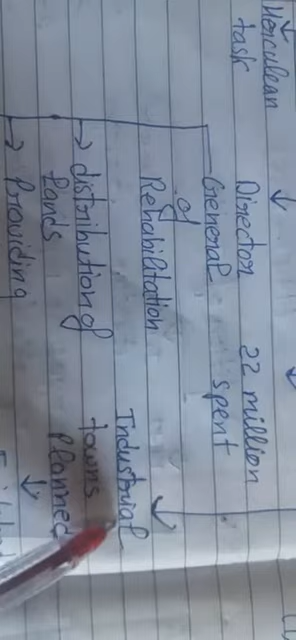 Herculean
task
Director
General
of
Rehabilitation
→ distribution of
lands
→ Providing
22 million
spent
Industrial
towns
Planned